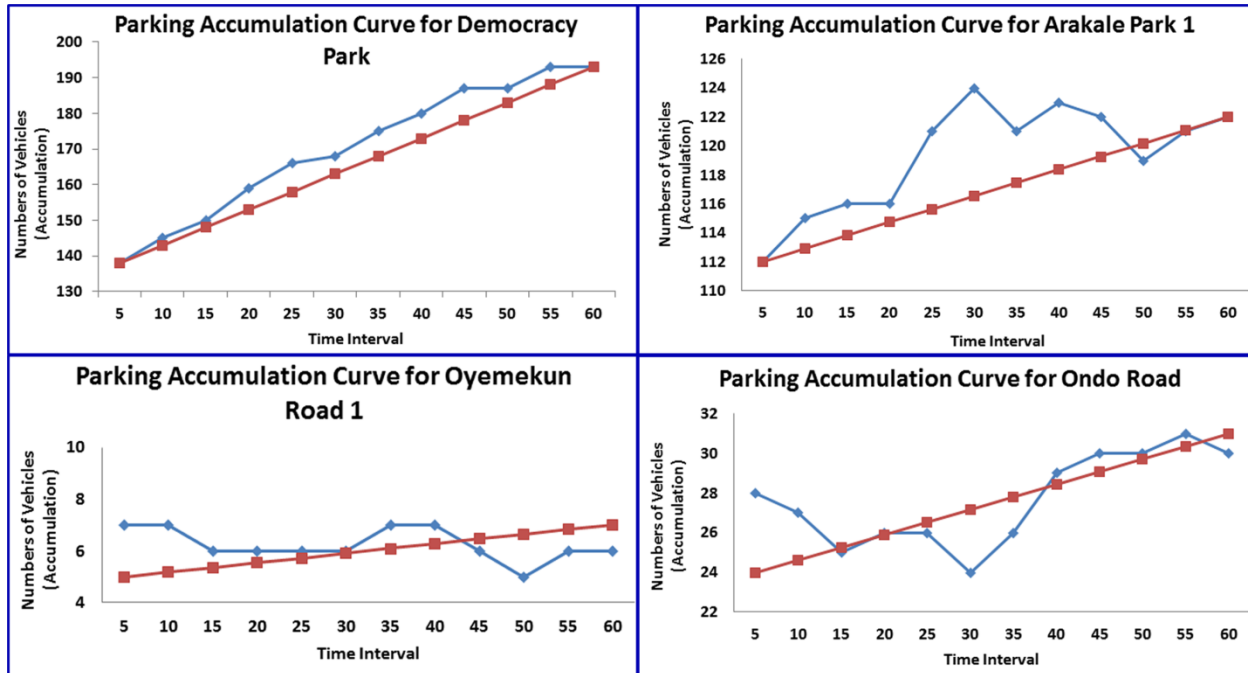 Parking Accumulation Curve for Democracy
Park
200
190
180
170
160
150
140
130
Numbers of Vehicles
(Accumulation)
5 10 15 20 25 30 35 40 45 50 55 60
Time Interval
Parking Accumulation Curve for Arakale Park 1
126
124
122
120
118
116
114
112
110
Numbers of Vehicles
(Accumulation)
5 10 15 20 25 30 35 40 45 50 55 60
Time Interval
Parking Accumulation Curve for Oyemekun
Road 1
10
8
6
4
Numbers of Vehicles
(Accumulation)
5 10 15 20 25 30 35 40 45 50 55 60
Time Interval
Parking Accumulation Curve for Ondo Road
32
30
28
26
24
22
Numbers of Vehicles
(Accumulation)
5 10 15 20 25 30 35 40 45 50 55 60
Time Interval